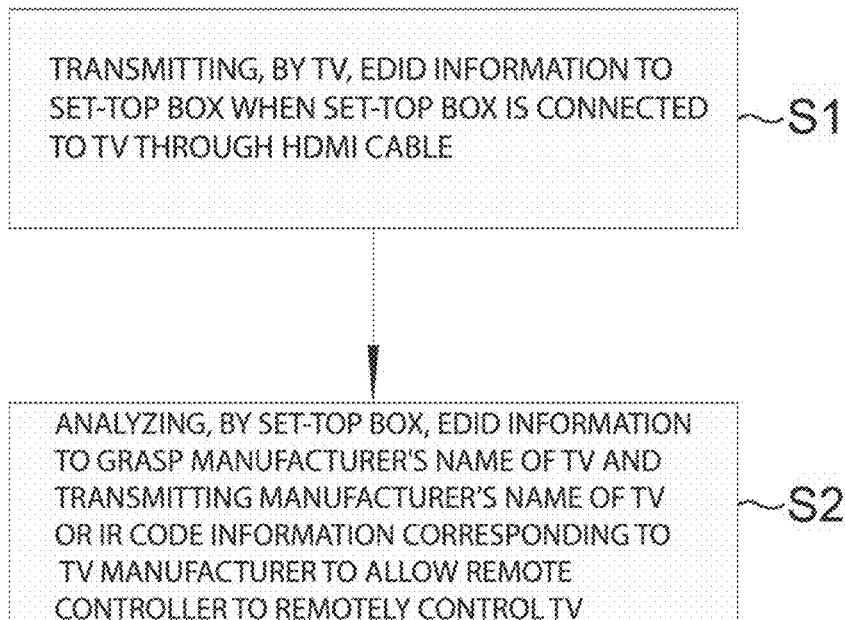 TRANSMITTING, BY TV, EDID INFORMATION TO
SET-TOP BOX WHEN SET-TOP BOX IS CONNECTED
TO TV THROUGH HDMI CABLE
S1
ANALYZING, BY SET-TOP BOX, EDID INFORMATION
TO GRASP MANUFACTURER'S NAME OF TV AND
TRANSMITTING MANUFACTURER'S NAME OF TV
OR IR CODE INFORMATION CORRESPONDING TO
TV MANUFACTURER TO ALLOW REMOTE
CONTROLLER TO REMOTELY CONTROL TV
S2